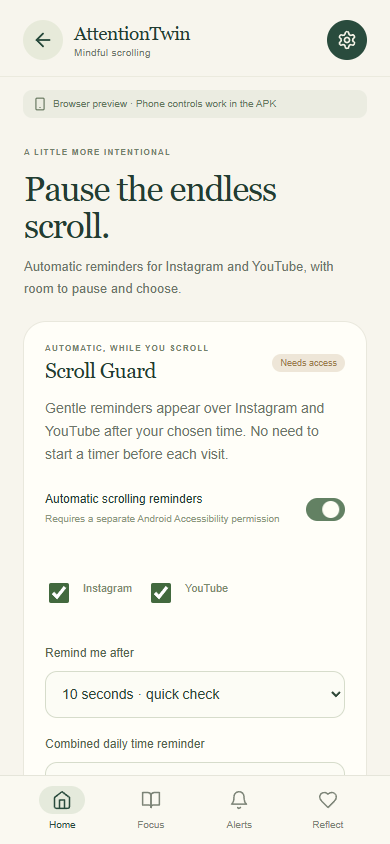 AttentionTwin
Mindful scrolling
Browser preview · Phone controls work in the APK
A LITTLE MORE INTENTIONAL
Pause the endless
scroll.
Automatic reminders for Instagram and YouTube, with
room to pause and choose.
AUTOMATIC, WHILE YOU SCROLL
Scroll Guard
Needs access
Gentle reminders appear over Instagram and
YouTube after your chosen time. No need to
start a timer before each visit.
Automatic scrolling reminders
Requires a separate Android Accessibility permission
Instagram YouTube
Remind me after
10 seconds · quick check
Combined daily time reminder
Home Focus Alerts Reflect